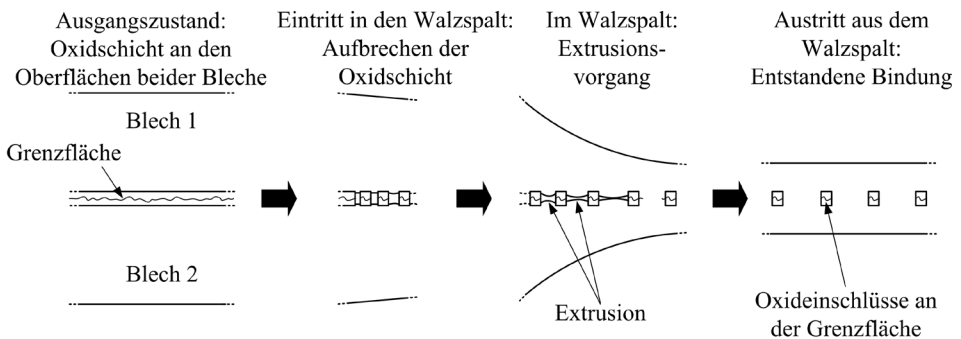 Ausgangszustand:
Oxidschicht an den
Oberflächen beider Bleche
Eintritt in den Walzspalt:
Aufbrechen der
Oxidschicht
Im Walzspalt:
Extrusions-
vorgang
Austritt aus dem
Walzspalt:
Entstandene Bindung
Blech 1
Grenzfläche
Blech 2
Extrusion
Oxideinschlüsse an
der Grenzfläche